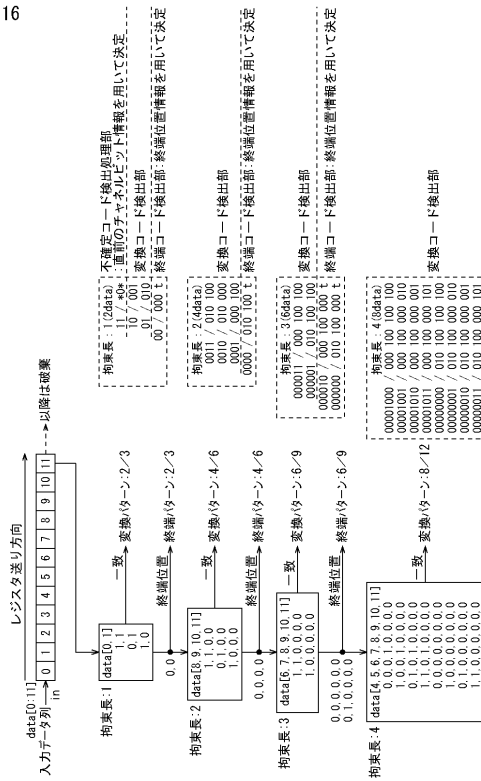 16
レジスタ送り方向
data[0:11]
入力データ列
in
0 1 2 3 4 5 6 7 8 9 10 11
以降は破棄
拘束長:1
data[0,1]
1,1
0,1
1,0
一致
変換パターン:2/3
0,0
終端位置
終端パターン:2/3
拘束長:1(2data)
11 / *0*
10 / 001
01 / 010
00 / 000 t
不確定コード検出処理部
:直前のチャネルビット情報を用いて決定
変換コード検出部
終端コード検出部:終端位置情報を用いて決定
拘束長:2
data[8,9,10,11]
1,1,0,0
0,1,0,0
1,0,0,0
一致
変換パターン:4/6
0,0,0,0
終端位置
終端パターン:4/6
拘束長:2(4data)
0011 / 010 100
0010 / 010 000
0001 / 000 100
0000 / 010 100 t
変換コード検出部
終端コード検出部:終端位置情報を用いて決定
拘束長:3
data[6,7,8,9,10,11]
1,1,0,0,0,0
1,0,0,0,0,0
一致
変換パターン:6/9
0,0,0,0,0,0
0,1,0,0,0,0
終端位置
終端パターン:6/9
拘束長:3(6data)
000011 / 000 100 100
000001 / 010 000 100
000010 / 000 100 000 t
000000 / 010 100 000 t
変換コード検出部
終端コード検出部:終端位置情報を用いて決定
拘束長:4
data[4,5,6,7,8,9,10,11]
一致
変換パターン:8/12
拘束長:4(8data)
00001000 / 000 100 100 100
00001001 / 000 100 000 010
00001010 / 000 100 000 001
00001011 / 000 100 000 101
00000000 / 010 100 100 100
00000001 / 010 100 000 010
00000010 / 010 100 000 001
00000011 / 010 100 000 101
変換コード検出部